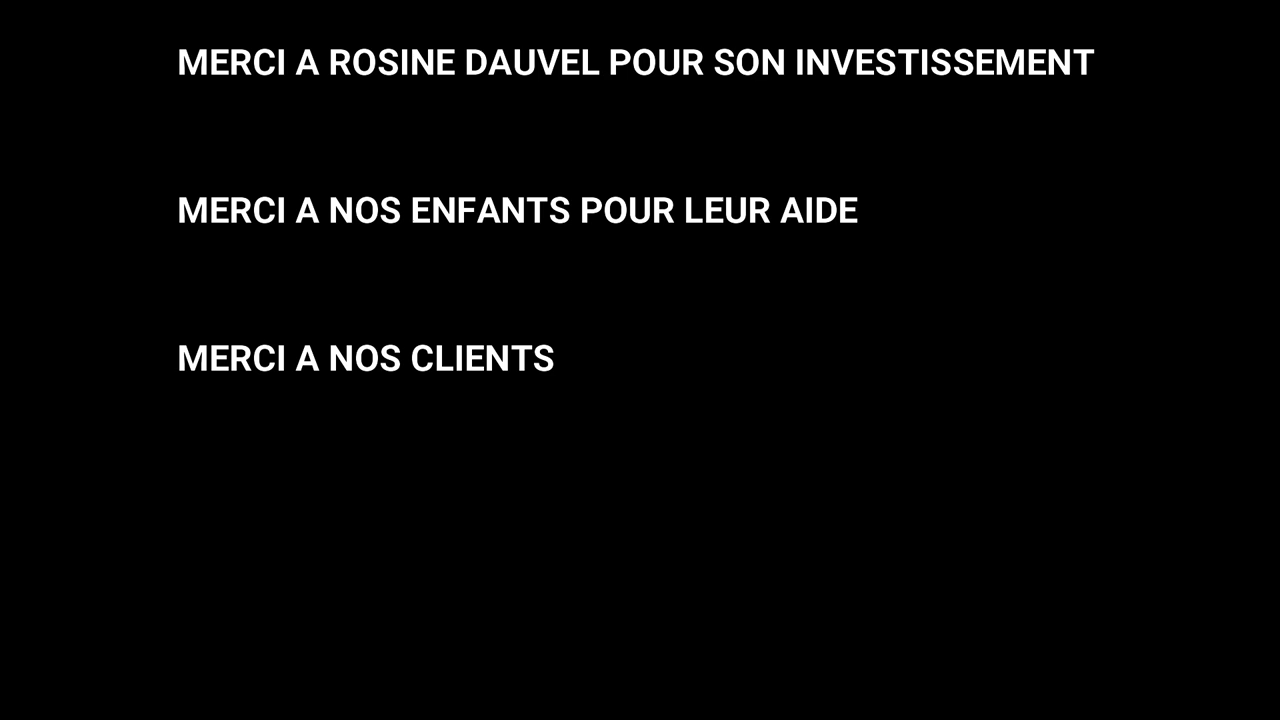 MERCI A ROSINE DAUVEL POUR SON INVESTISSEMENT
MERCI A NOS ENFANTS POUR LEUR AIDE
MERCI A NOS CLIENTS